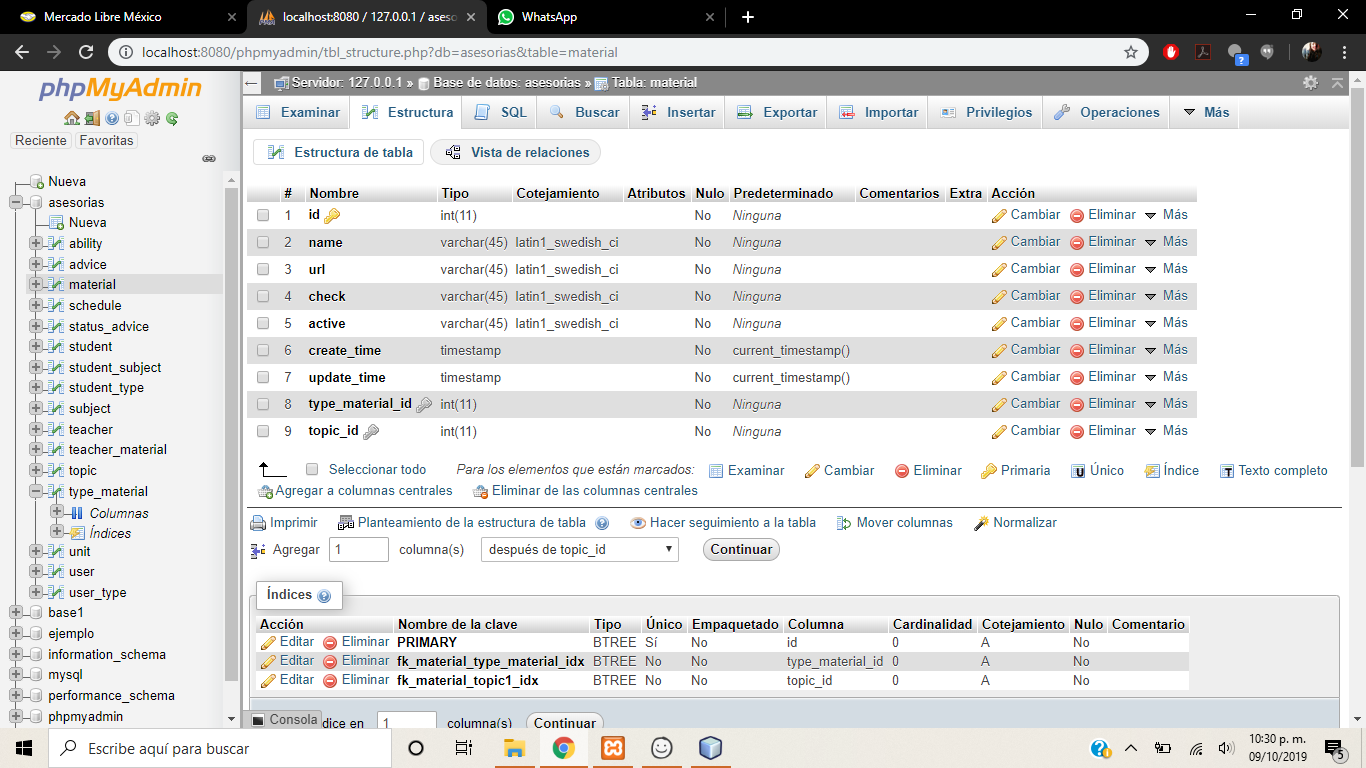 Mercado Libre México
localhost:8080 / 127.0.0.1 / aseso
WhatsApp
localhost:8080/phpmyadmin/tbl_structure.php?db=asesorias&table=material
phpMyAdmin
Reciente Favoritas
Nueva
asesorias
Nueva
ability
advice
material
schedule
status_advice
student
student_subject
student_type
subject
teacher
teacher_material
topic
type_material
Columnas
Índices
unit
user
user_type
base1
ejemplo
information_schema
mysql
performance_schema
phpmyadmin
Servidor: 127.0.0.1 » Base de datos: asesorias » Tabla: material
Examinar Estructura SQL Buscar Insertar Exportar Importar Privilegios Operaciones Más
Estructura de tabla Vista de relaciones
# Nombre Tipo Cotejamiento Atributos Nulo Predeterminado Comentarios Extra Acción
1 id int(11) No Ninguna Cambiar Eliminar Más
2 name varchar(45) latin1_swedish_ci No Ninguna Cambiar Eliminar Más
3 url varchar(45) latin1_swedish_ci No Ninguna Cambiar Eliminar Más
4 check varchar(45) latin1_swedish_ci No Ninguna Cambiar Eliminar Más
5 active varchar(45) latin1_swedish_ci No Ninguna Cambiar Eliminar Más
6 create_time timestamp No current_timestamp() Cambiar Eliminar Más
7 update_time timestamp No current_timestamp() Cambiar Eliminar Más
8 type_material_id int(11) No Ninguna Cambiar Eliminar Más
9 topic_id int(11) No Ninguna Cambiar Eliminar Más
Seleccionar todo Para los elementos que están marcados: Examinar Cambiar Eliminar Primaria Único Índice Texto completo
Agregar a columnas centrales Eliminar de las columnas centrales
Imprimir Planteamiento de la estructura de tabla Hacer seguimiento a la tabla Mover columnas Normalizar
Agregar 1 columna(s) después de topic_id Continuar
Índices
Acción Nombre de la clave Tipo Único Empaquetado Columna Cardinalidad Cotejamiento Nulo Comentario
Editar Eliminar PRIMARY BTREE Sí No id 0 A No
Editar Eliminar fk_material_type_material_idx BTREE No No type_material_id 0 A No
Editar Eliminar fk_material_topic1_idx BTREE No No topic_id 0 A No
Consola dice en 1 columna(s) Continuar
Escribe aquí para buscar
10:30 p. m.
09/10/2019
5